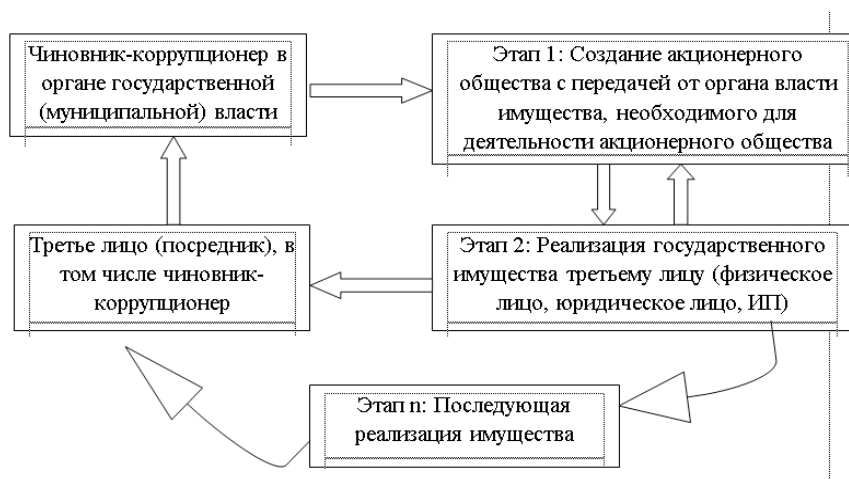 Чиновник-коррупционер в
органе государственной
(муниципальной) власти
Этап 1: Создание акционерного
общества с передачей от органа власти
имущества, необходимого для
деятельности акционерного общества
Третье лицо (посредник), в
том числе чиновник-
коррупционер
Этап 2: Реализация государственного
имущества третьему лицу (физическое
лицо, юридическое лицо, ИП)
Этап n: Последующая
реализация имущества